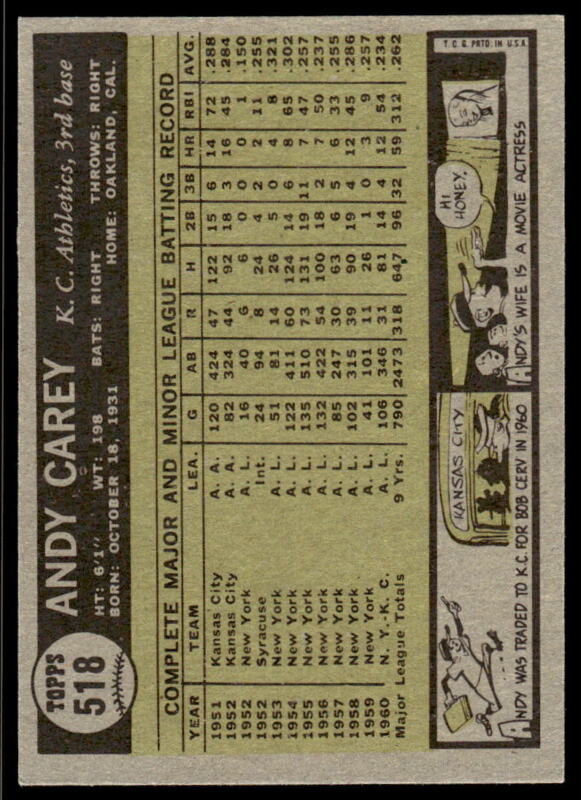 TOPPS
518
ANDY CAREY K. C. Athletics, 3rd base
HT: 6'1" WT: 198 BATS: RIGHT THROWS: RIGHT
BORN: OCTOBER 18, 1931 HOME: OAKLAND, CAL.
COMPLETE MAJOR AND MINOR LEAGUE BATTING RECORD
YEAR TEAM LEA. G AB R H 2B 3B HR RBI AVG.
1951 Kansas City A. A. 120 424 47 122 15 6 14 72 .288
1952 Kansas City A. A. 82 324 44 92 18 3 16 45 .284
1952 New York A. L. 16 40 6 6 0 0 0 1 .150
1952 Syracuse Int. 24 94 8 24 4 2 2 11 .255
1953 New York A. L. 51 81 14 26 5 0 4 8 .321
1954 New York A. L. 122 411 60 124 14 6 8 65 .302
1955 New York A. L. 135 510 73 131 19 11 7 47 .257
1956 New York A. L. 132 422 54 100 18 2 7 50 .237
1957 New York A. L. 85 247 30 63 6 5 6 33 .255
1958 New York A. L. 102 315 39 90 19 4 12 45 .286
1959 New York A. L. 41 101 11 26 1 0 3 9 .257
1960 N. Y.-K. C. A. L. 106 346 31 81 14 4 12 54 .234
Major League Totals 9 Yrs. 790 2473 318 647 96 32 59 312 .262
KANSAS CITY
ANDY WAS TRADED TO K.C. FOR BOB CERV IN 1960
HI
HONEY.
ANDY'S WIFE IS A MOVIE ACTRESS
T. C. G. PRTD. IN U.S.A.